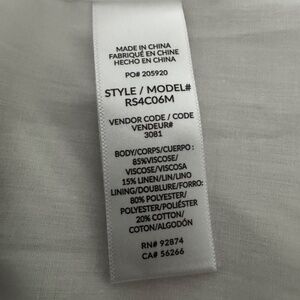 MADE IN CHINA
FABRIQUÉ EN CHINE
HECHO EN CHINA
PO# 205920
STYLE / MODEL#
RS4C06M
VENDOR CODE / CODE
VENDEUR#
3081
BODY/CORPS/CUERPO :
85%VISCOSE/
VISCOSE/VISCOSA
15% LINEN/LIN/LINO
LINING/DOUBLURE/FORRO:
80% POLYESTER/
POLYESTER/POLIÉSTER
20% COTTON/
COTON/ALGODÓN
RN# 92874
CA# 56266